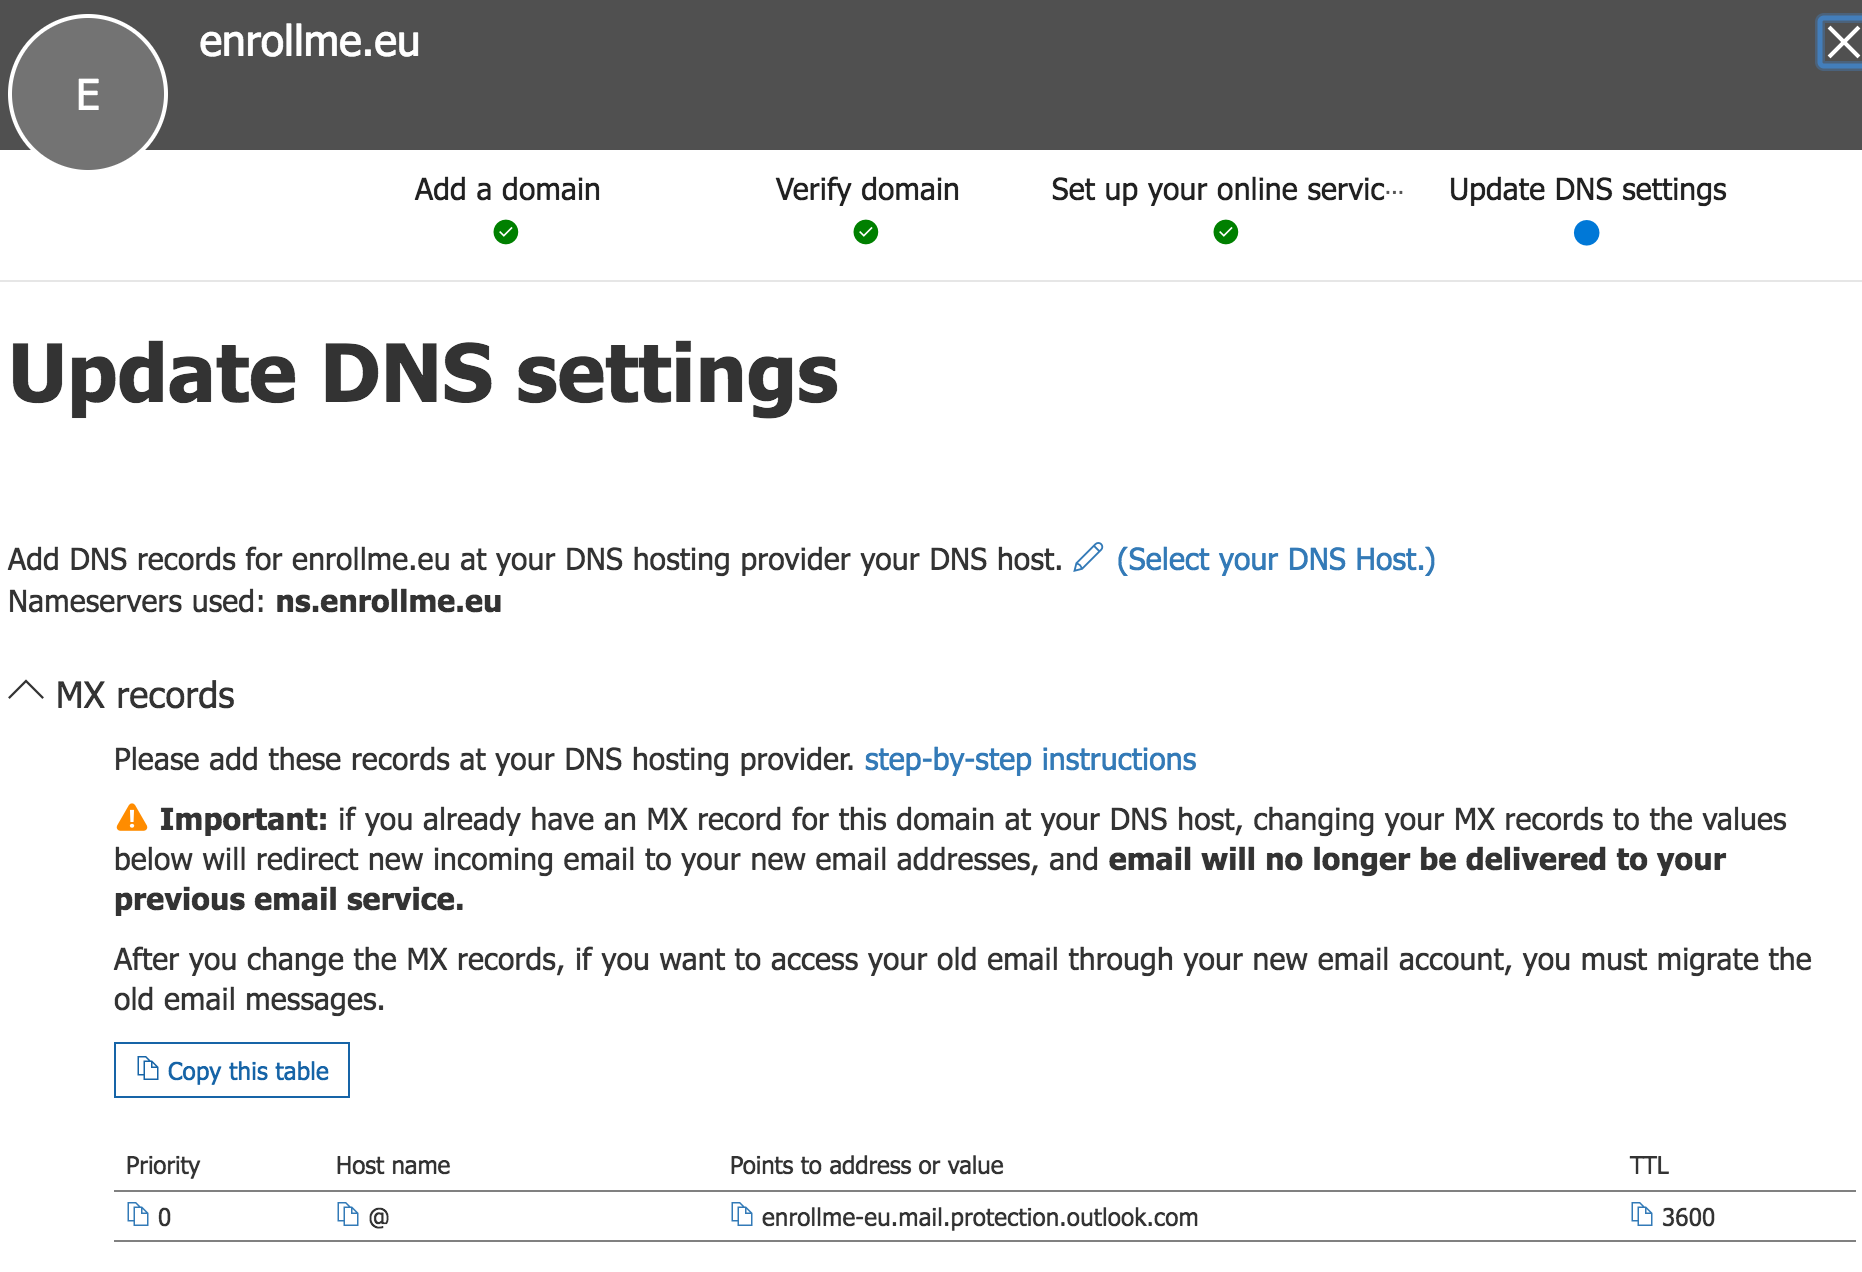 enrollme.eu
E
Add a domain
Verify domain
Set up your online servic...
Update DNS settings
Update DNS settings
Add DNS records for enrollme.eu at your DNS hosting provider your DNS host. (Select your DNS Host.)
Nameservers used: ns.enrollme.eu
MX records
Please add these records at your DNS hosting provider. step-by-step instructions
Important: if you already have an MX record for this domain at your DNS host, changing your MX records to the values
below will redirect new incoming email to your new email addresses, and email will no longer be delivered to your
previous email service.
After you change the MX records, if you want to access your old email through your new email account, you must migrate the
old email messages.
Copy this table
Priority Host name Points to address or value TTL
0 @ enrollme-eu.mail.protection.outlook.com 3600